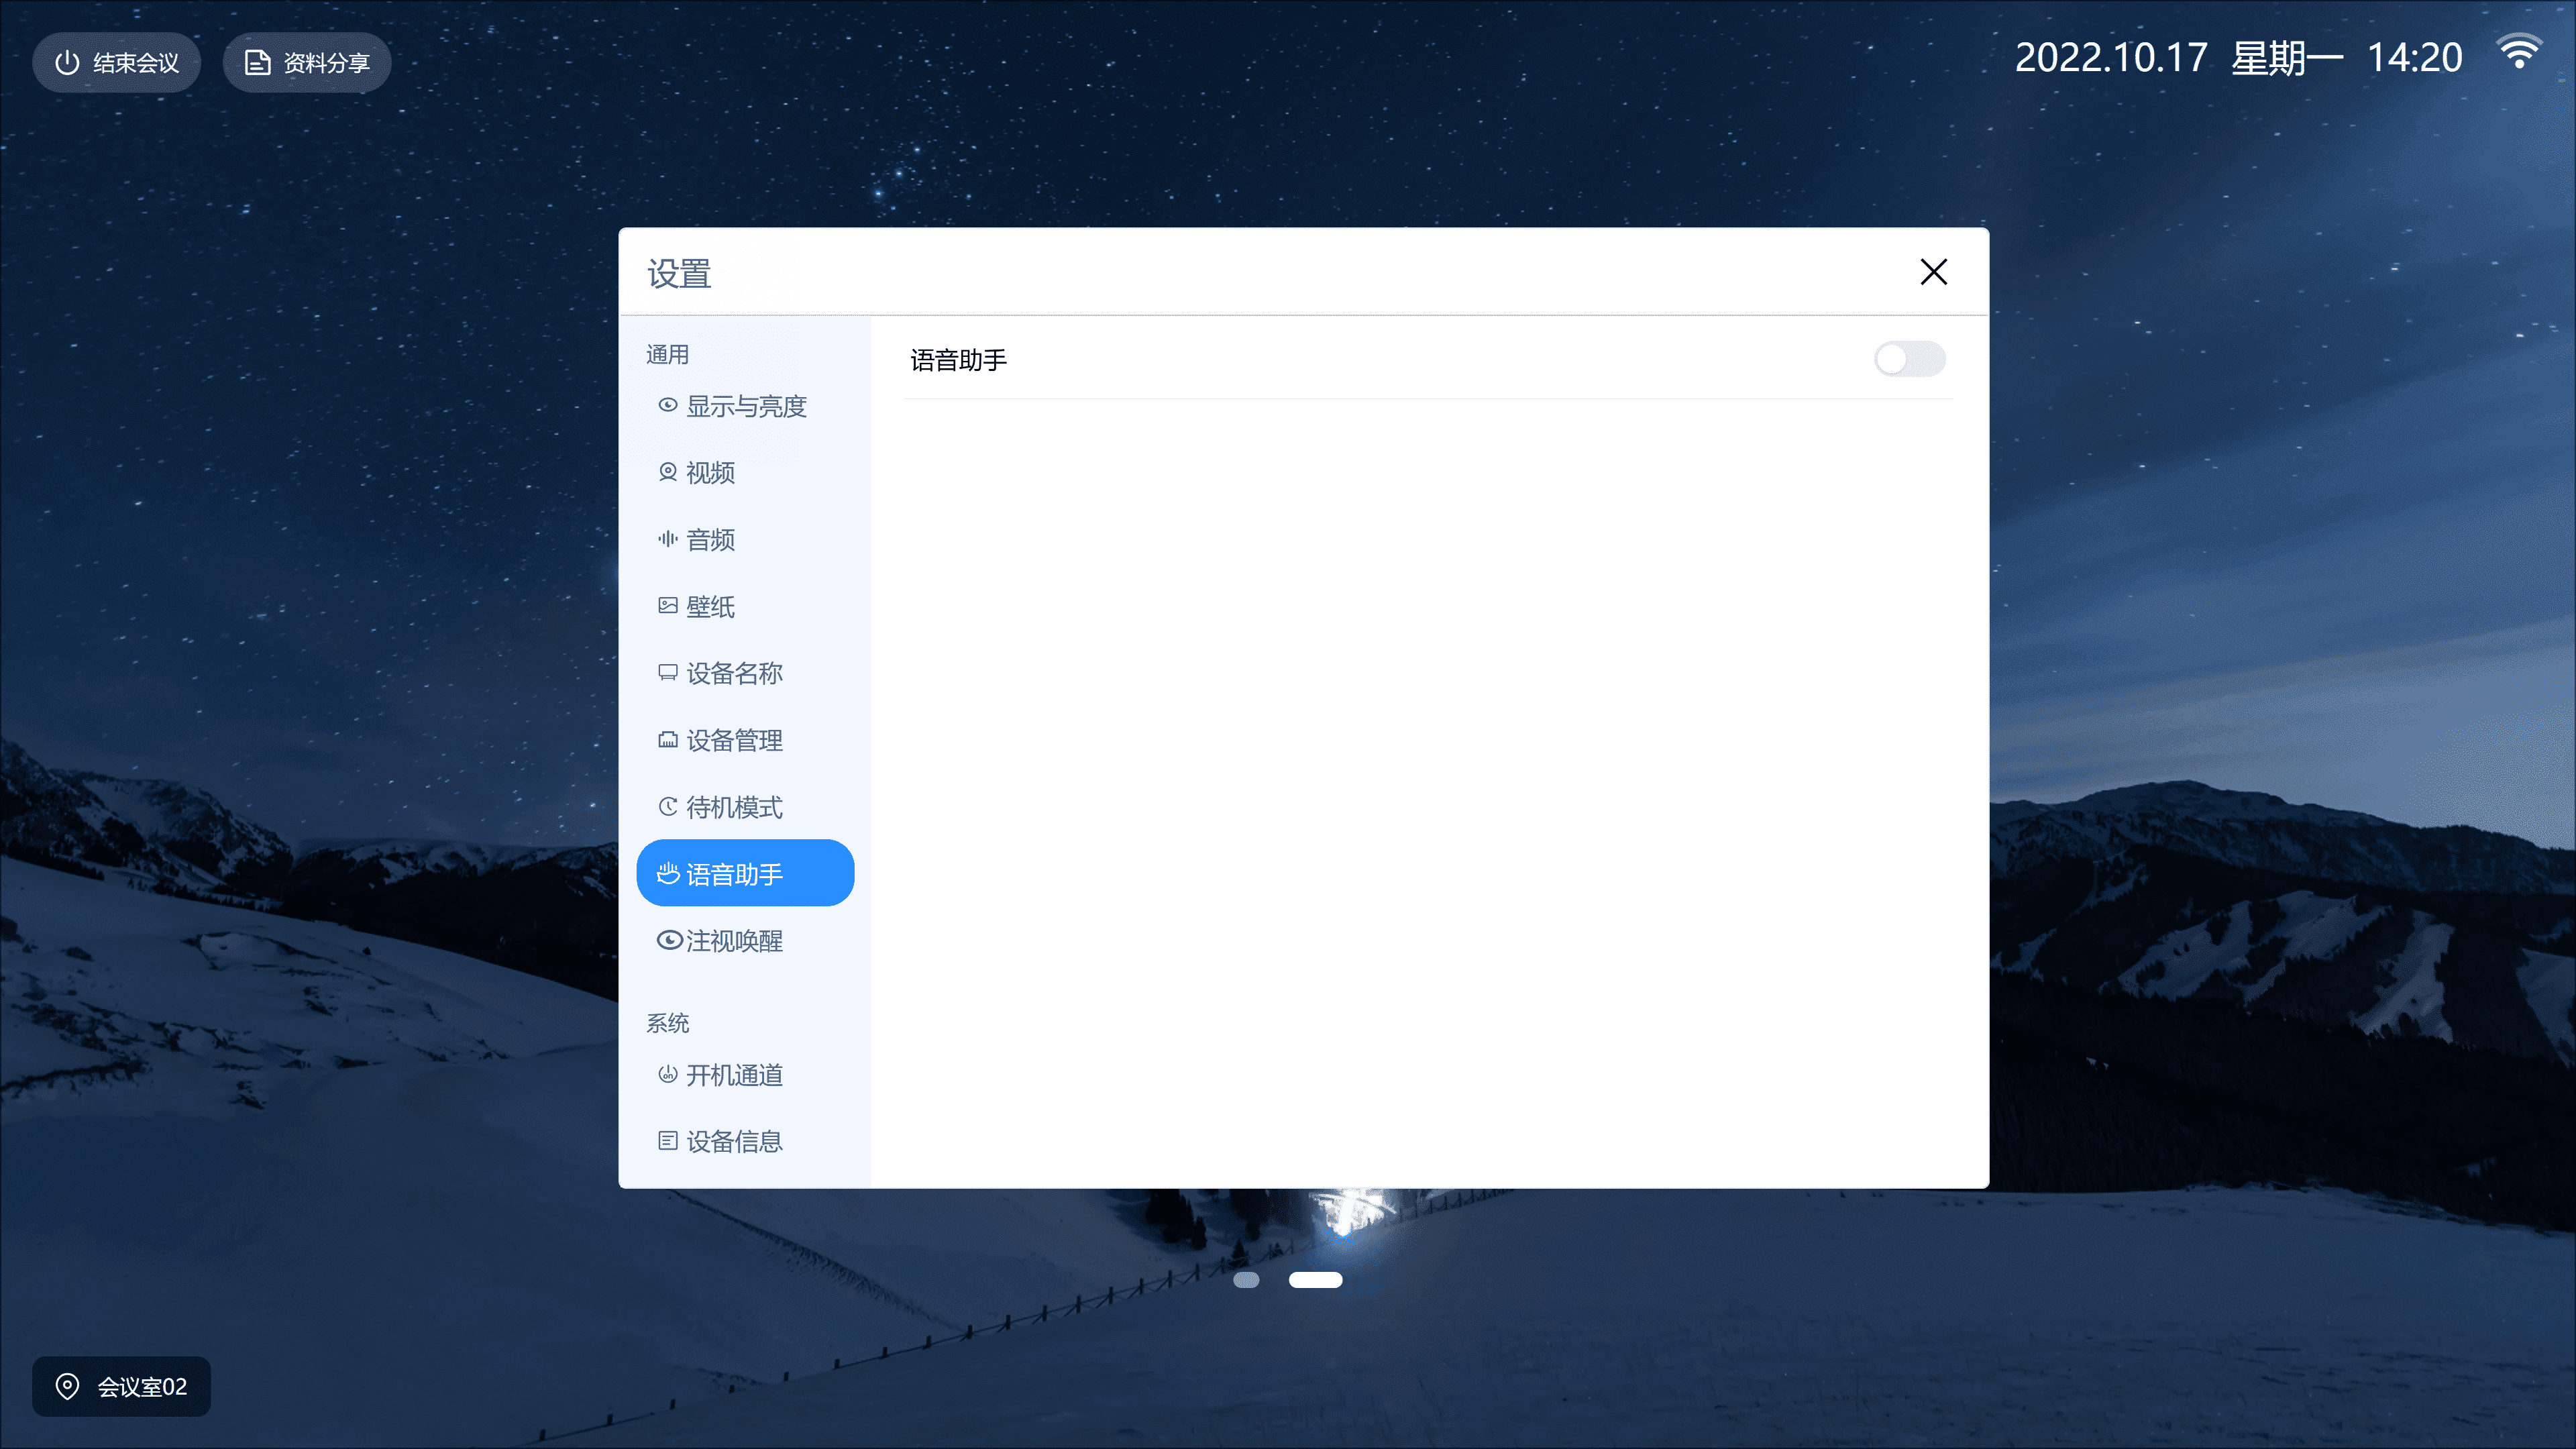 结束会议
资料分享
2022.10.17 星期一 14:20
设置
通用
显示与亮度
视频
音频
壁纸
设备名称
设备管理
待机模式
语音助手
注视唤醒
系统
开机通道
设备信息
语音助手
会议室02